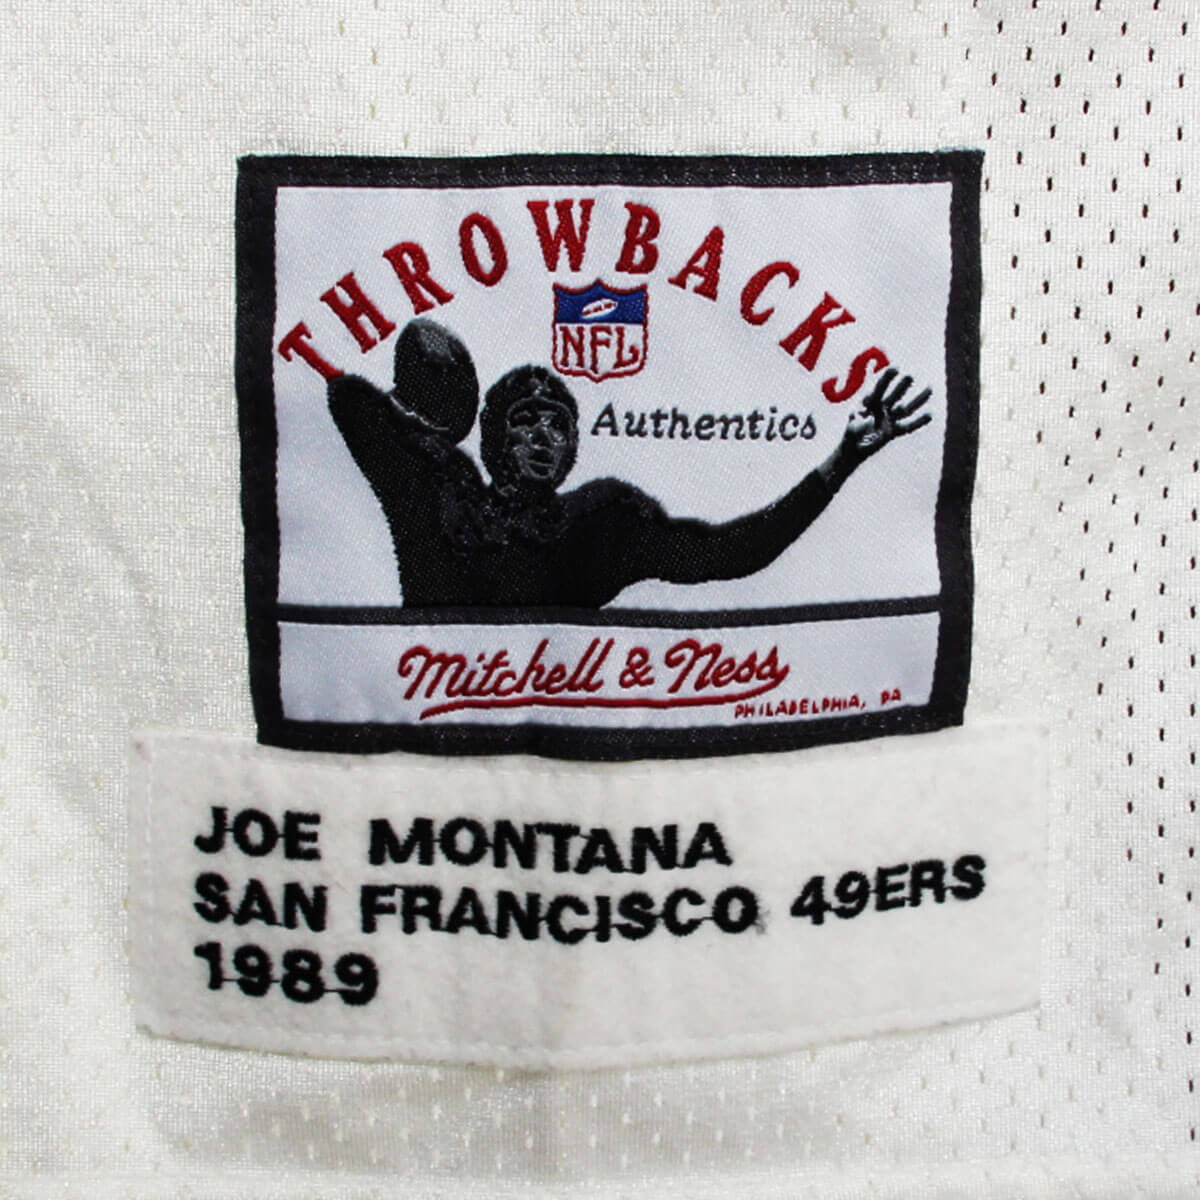 THROWBACKS
NFL
Authentics
Mitchell & Ness
PHILADELPHIA, PA
JOE MONTANA
SAN FRANCISCO 49ERS
1989